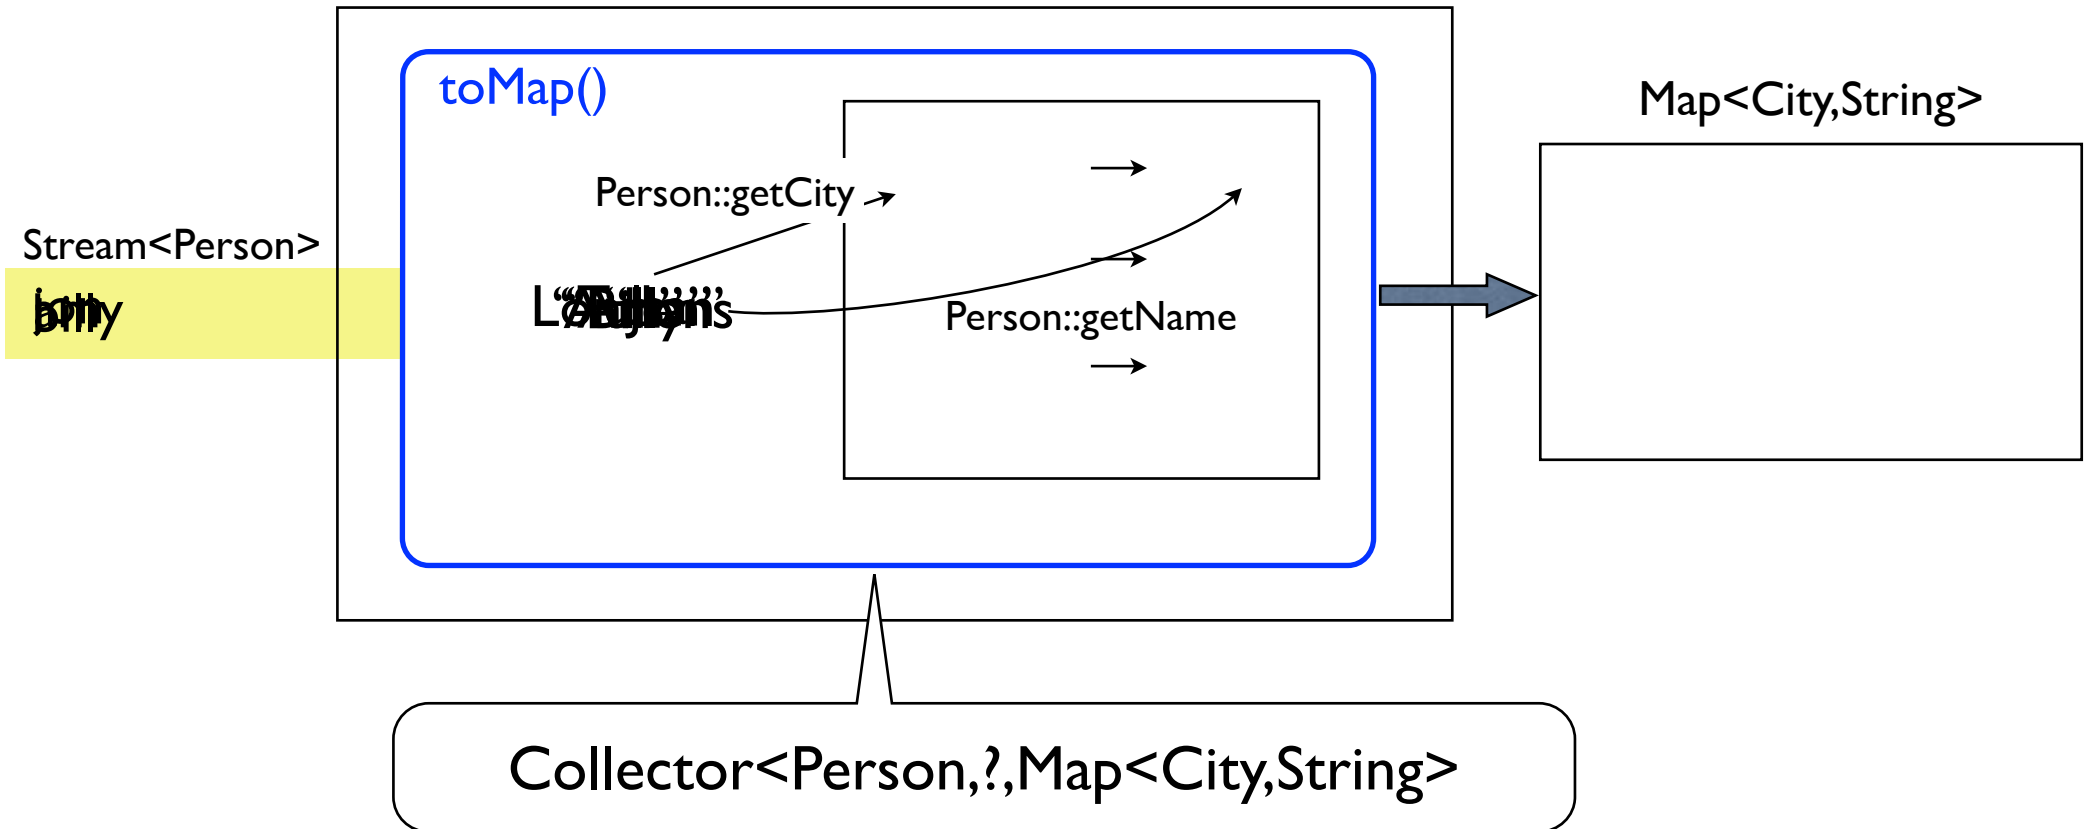 toMap()
Map<City,String>
Person::getCity
Stream<Person>
Person::getName
Collector<Person,?,Map<City,String>